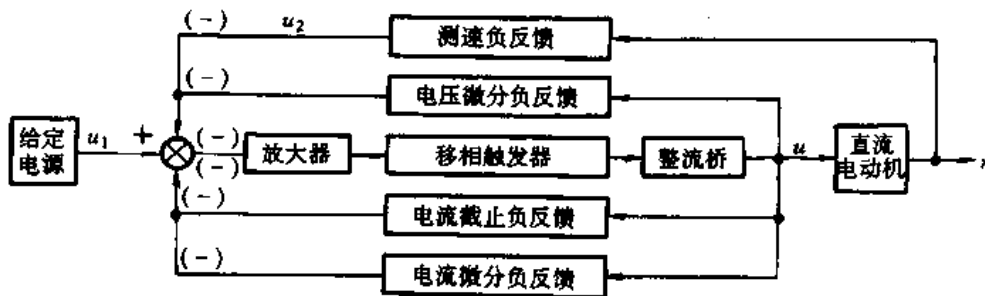 (-) u₂ 测速负反馈
(-) 电压微分负反馈
给定电源 u₁ + (-) 放大器 移相触发器 整流桥 u 直流电动机
(-)
(-) 电流截止负反馈
(-) 电流微分负反馈